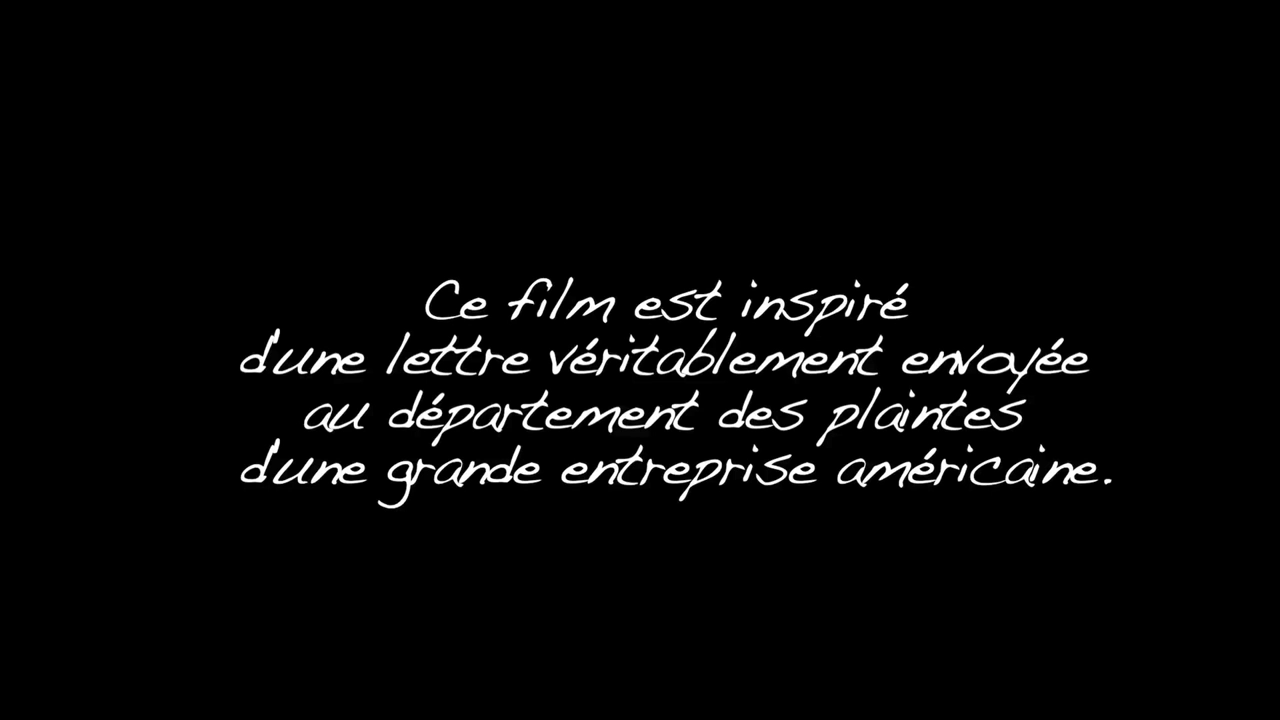 Ce film est inspiré
d'une lettre véritablement envoyée
au département des plaintes
d'une grande entreprise américaine.